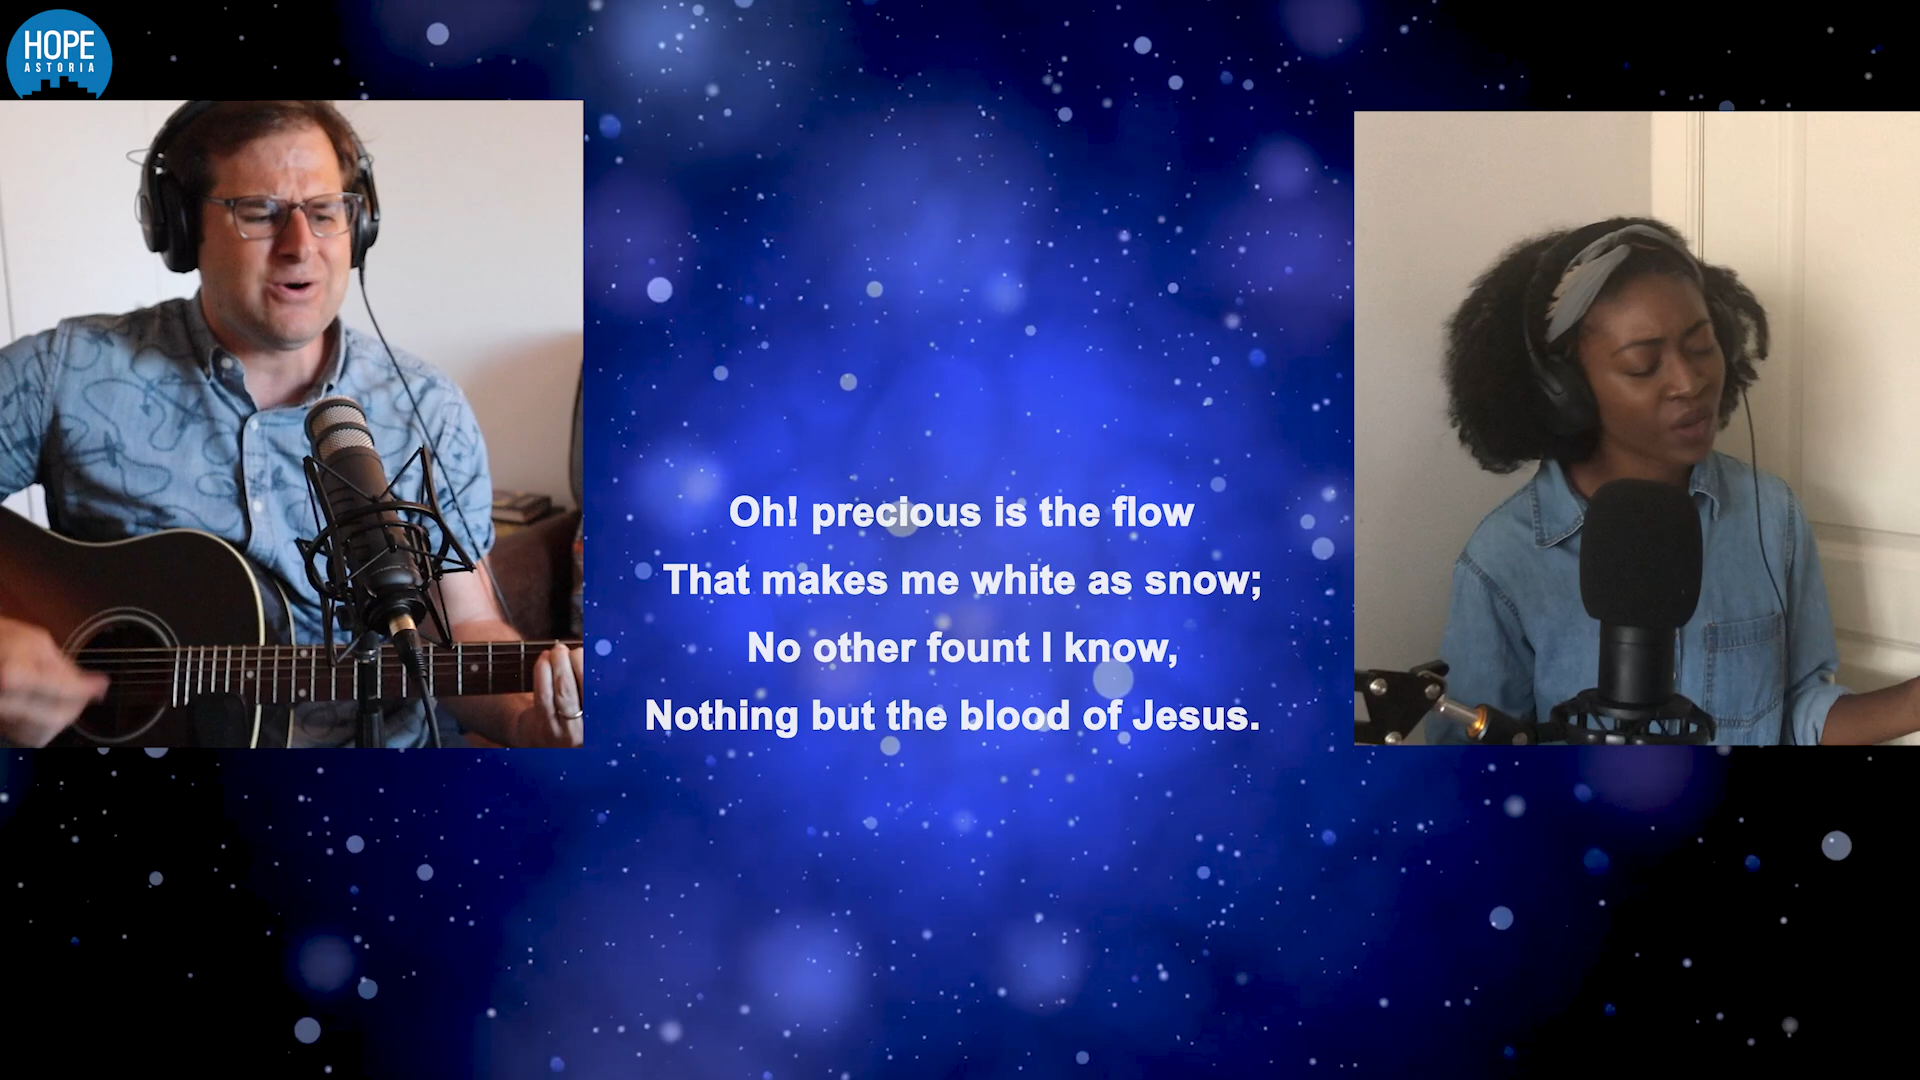 HOPE
ASTORIA
Oh! precious is the flow
That makes me white as snow;
No other fount I know,
Nothing but the blood of Jesus.